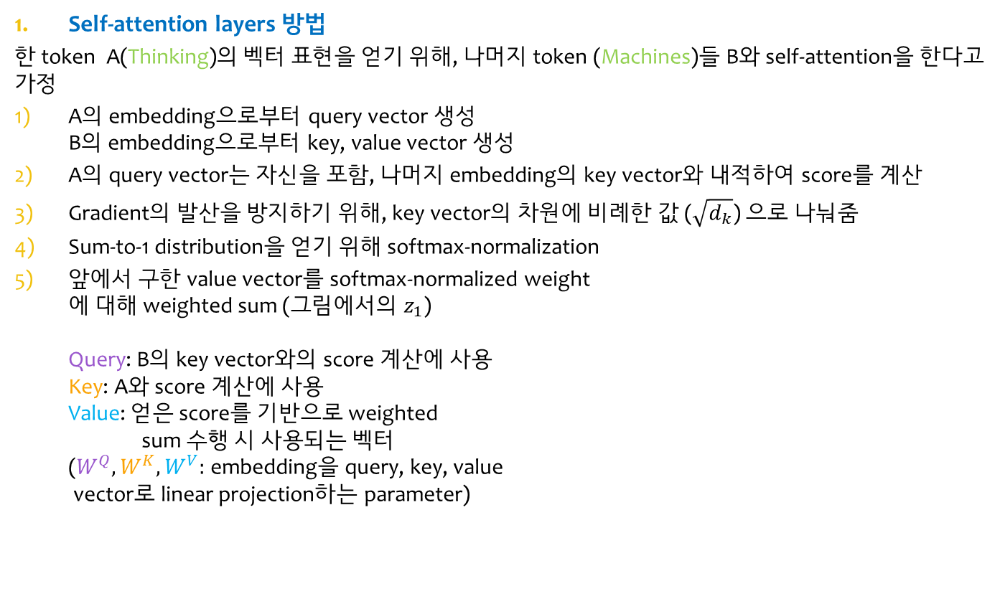 1. Self-attention layers 방법
한 token A(Thinking)의 벡터 표현을 얻기 위해, 나머지 token (Machines)들 B와 self-attention을 한다고
가정
1) A의 embedding으로부터 query vector 생성
B의 embedding으로부터 key, value vector 생성
2) A의 query vector는 자신을 포함, 나머지 embedding의 key vector와 내적하여 score를 계산
3) Gradient의 발산을 방지하기 위해, key vector의 차원에 비례한 값 (√dₖ) 으로 나눠줌
4) Sum-to-1 distribution을 얻기 위해 softmax-normalization
5) 앞에서 구한 value vector를 softmax-normalized weight
에 대해 weighted sum (그림에서의 z₁)
Query: B의 key vector와의 score 계산에 사용
Key: A와 score 계산에 사용
Value: 얻은 score를 기반으로 weighted
sum 수행 시 사용되는 벡터
(W^Q, W^K, W^V: embedding을 query, key, value
vector로 linear projection하는 parameter)